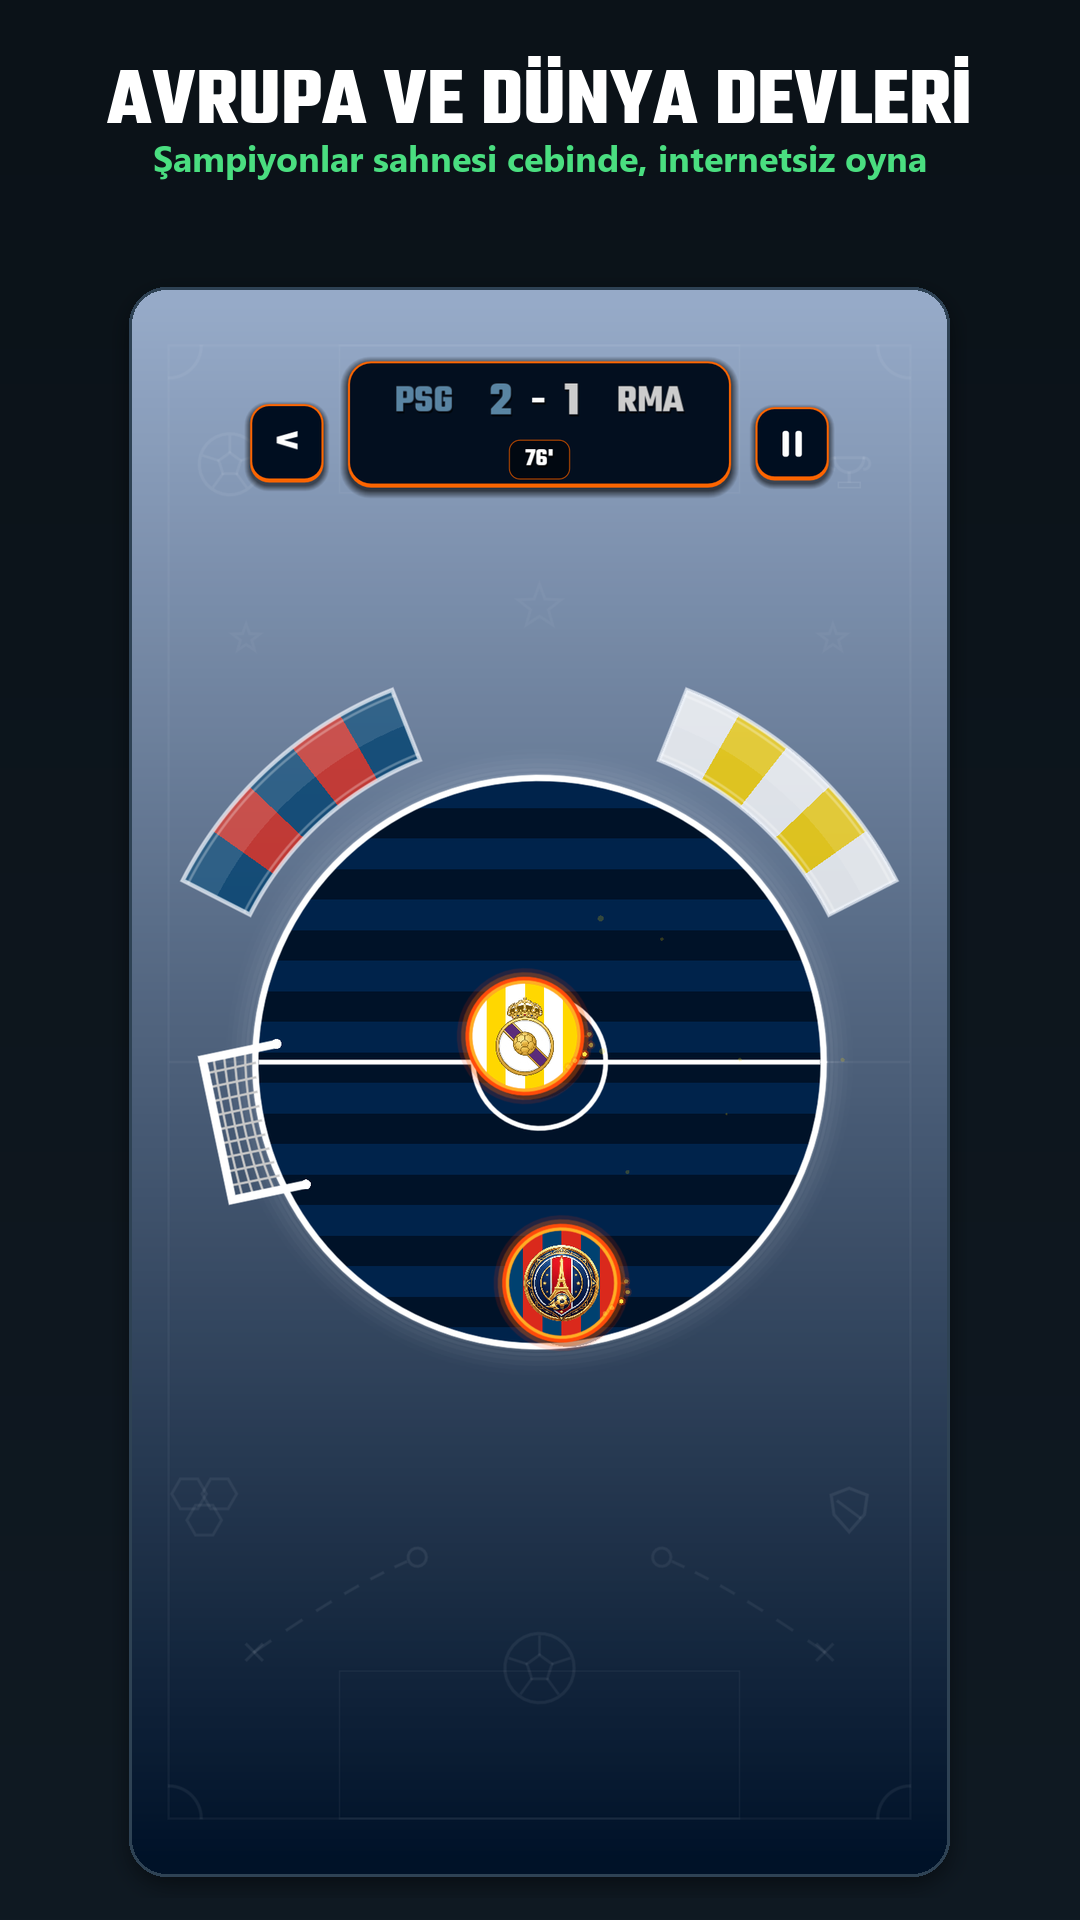 AVRUPA VE DÜNYA DEVLERİ
Şampiyonlar sahnesi cebinde, internetsiz oyna
PSG 2 - 1 RMA
<
76'